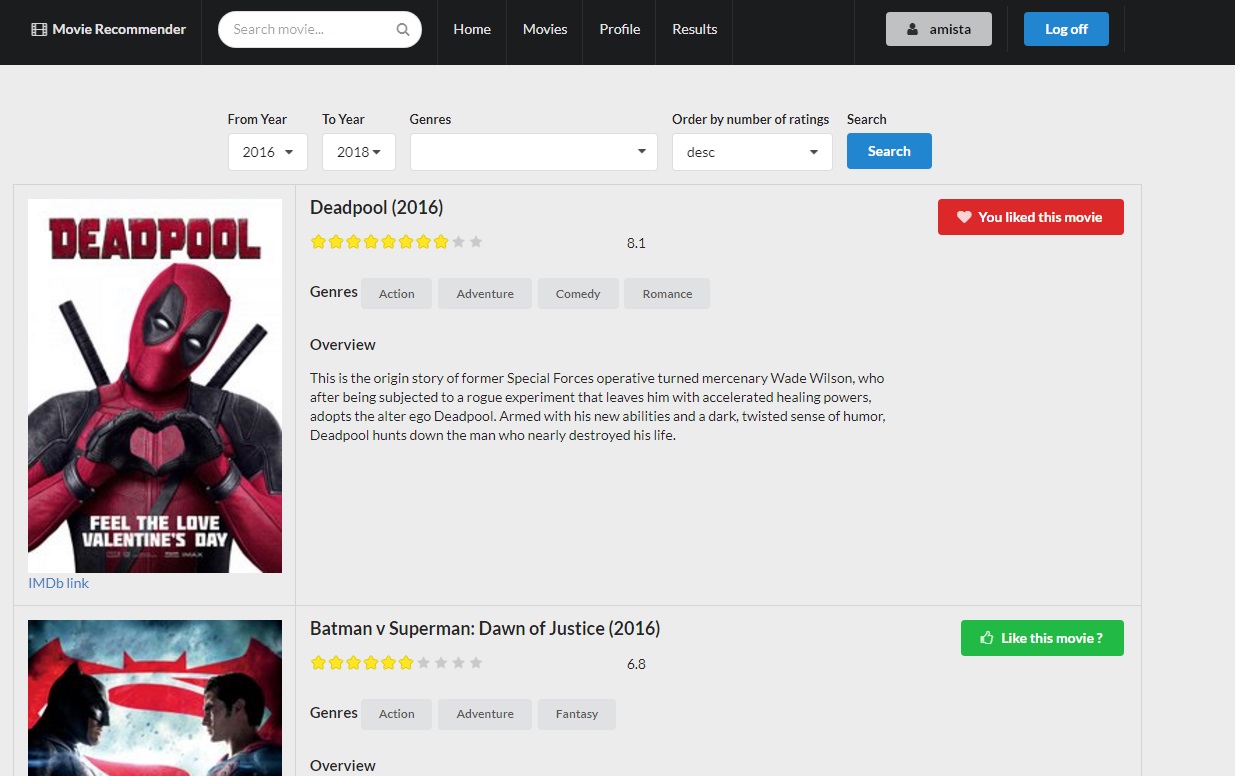 Movie Recommender
Search movie...
Home
Movies
Profile
Results
amista
Log off
From Year
To Year
Genres
Order by number of ratings
Search
2016
2018
desc
Search
DEADPOOL
FEEL THE LOVE
VALENTINE'S DAY
IMDb link
Deadpool (2016)
You liked this movie
8.1
Genres Action Adventure Comedy Romance
Overview
This is the origin story of former Special Forces operative turned mercenary Wade Wilson, who
after being subjected to a rogue experiment that leaves him with accelerated healing powers,
adopts the alter ego Deadpool. Armed with his new abilities and a dark, twisted sense of humor,
Deadpool hunts down the man who nearly destroyed his life.
Batman v Superman: Dawn of Justice (2016)
Like this movie ?
6.8
Genres Action Adventure Fantasy
Overview